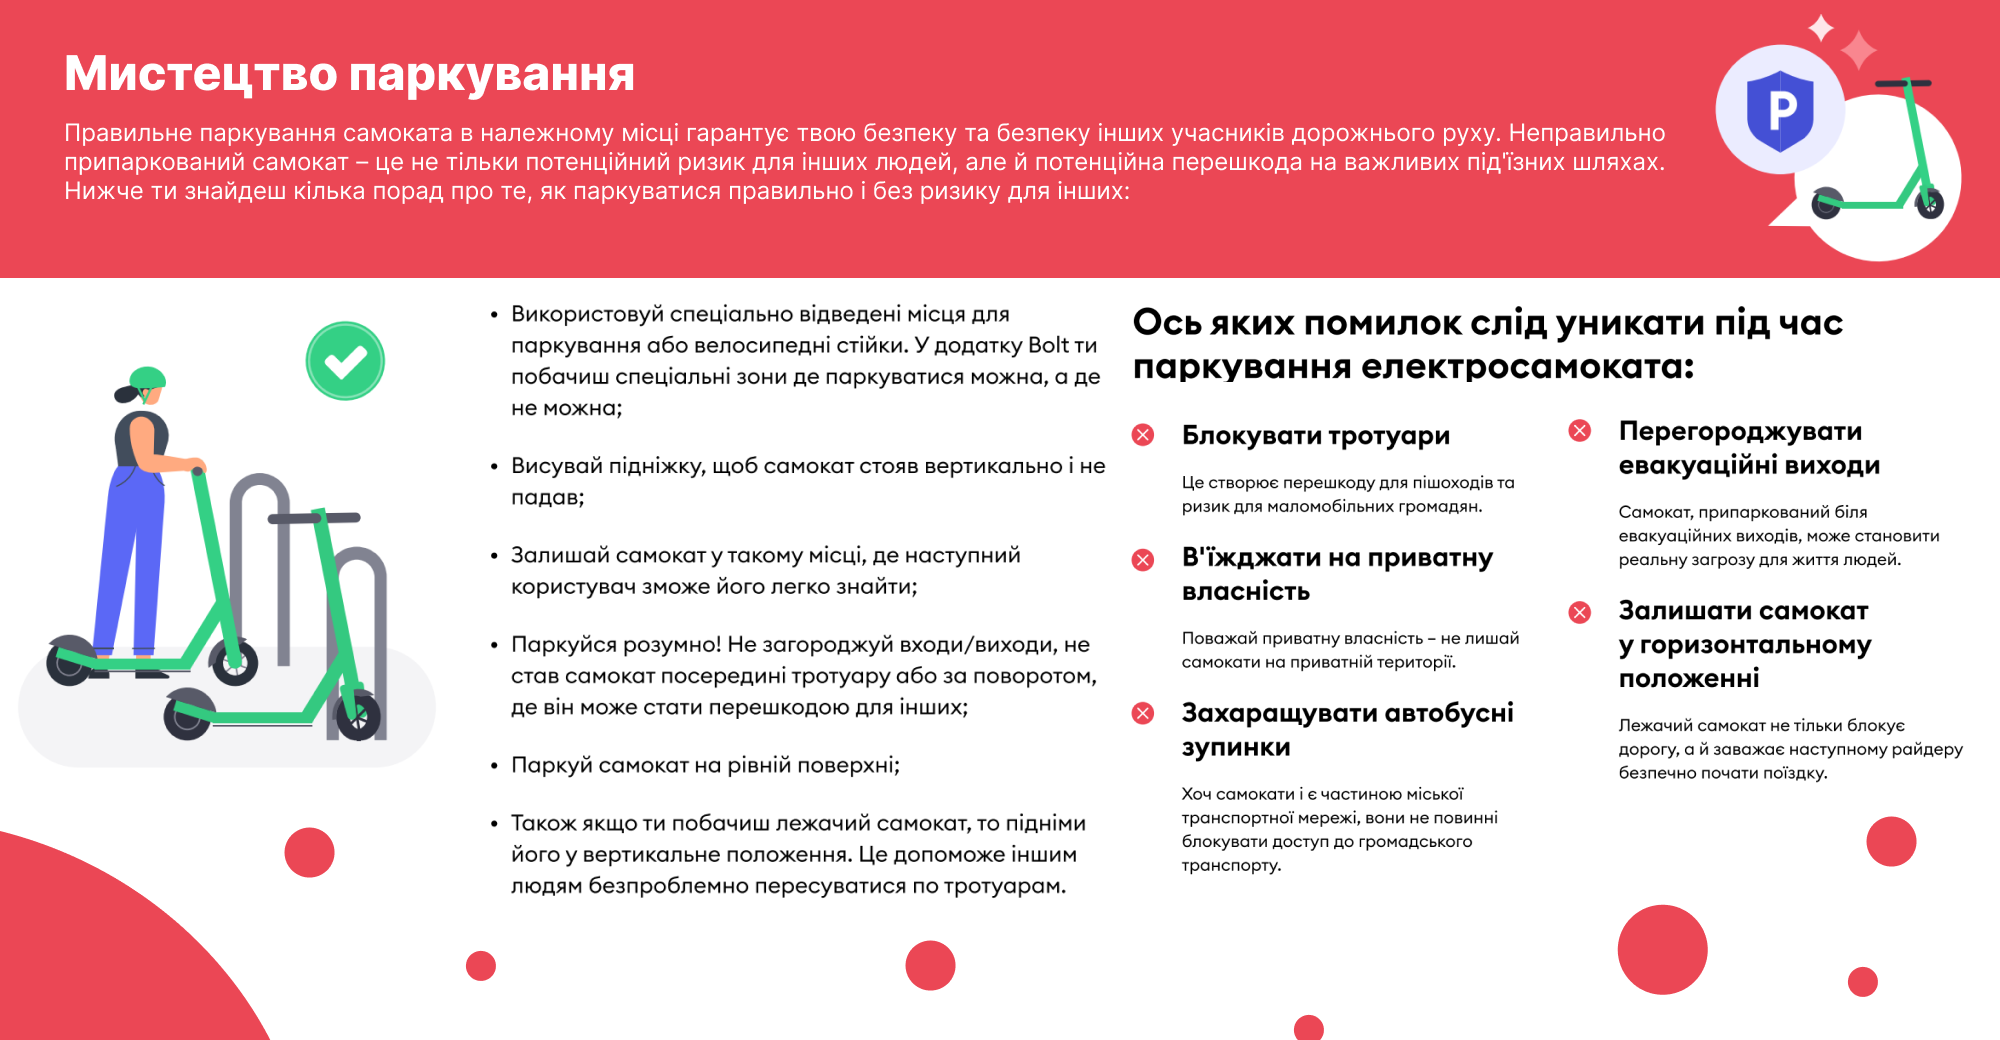 Мистецтво паркування
Правильне паркування самоката в належному місці гарантує твою безпеку та безпеку інших учасників дорожнього руху. Неправильно
припаркований самокат – це не тільки потенційний ризик для інших людей, але й потенційна перешкода на важливих під'їзних шляхах.
Нижче ти знайдеш кілька порад про те, як паркуватися правильно і без ризику для інших:
P
• Використовуй спеціально відведені місця для
паркування або велосипедні стійки. У додатку Bolt ти
побачиш спеціальні зони де паркуватися можна, а де
не можна;
• Висувай підніжку, щоб самокат стояв вертикально і не
падав;
• Залишай самокат у такому місці, де наступний
користувач зможе його легко знайти;
• Паркуйся розумно! Не загороджуй входи/виходи, не
став самокат посередині тротуару або за поворотом,
де він може стати перешкодою для інших;
• Паркуй самокат на рівній поверхні;
• Також якщо ти побачиш лежачий самокат, то підніми
його у вертикальне положення. Це допоможе іншим
людям безпроблемно пересуватися по тротуарам.
Ось яких помилок слід уникати під час
паркування електросамоката:
Блокувати тротуари
Це створює перешкоду для пішоходів та
ризик для маломобільних громадян.
В'їжджати на приватну
власність
Поважай приватну власність – не лишай
самокати на приватній території.
Захаращувати автобусні
зупинки
Хоч самокати і є частиною міської
транспортної мережі, вони не повинні
блокувати доступ до громадського
транспорту.
Перегороджувати
евакуаційні виходи
Самокат, припаркований біля
евакуаційних виходів, може становити
реальну загрозу для життя людей.
Залишати самокат
у горизонтальному
положенні
Лежачий самокат не тільки блокує
дорогу, а й заважає наступному райдеру
безпечно почати поїздку.